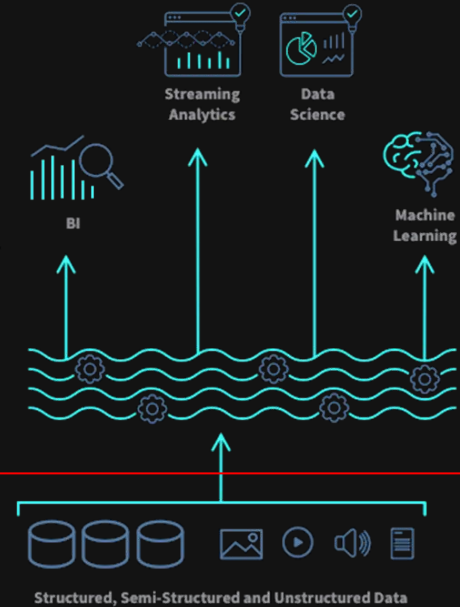 Streaming
Analytics
Data
Science
BI
Machine
Learning
Structured, Semi-Structured and Unstructured Data